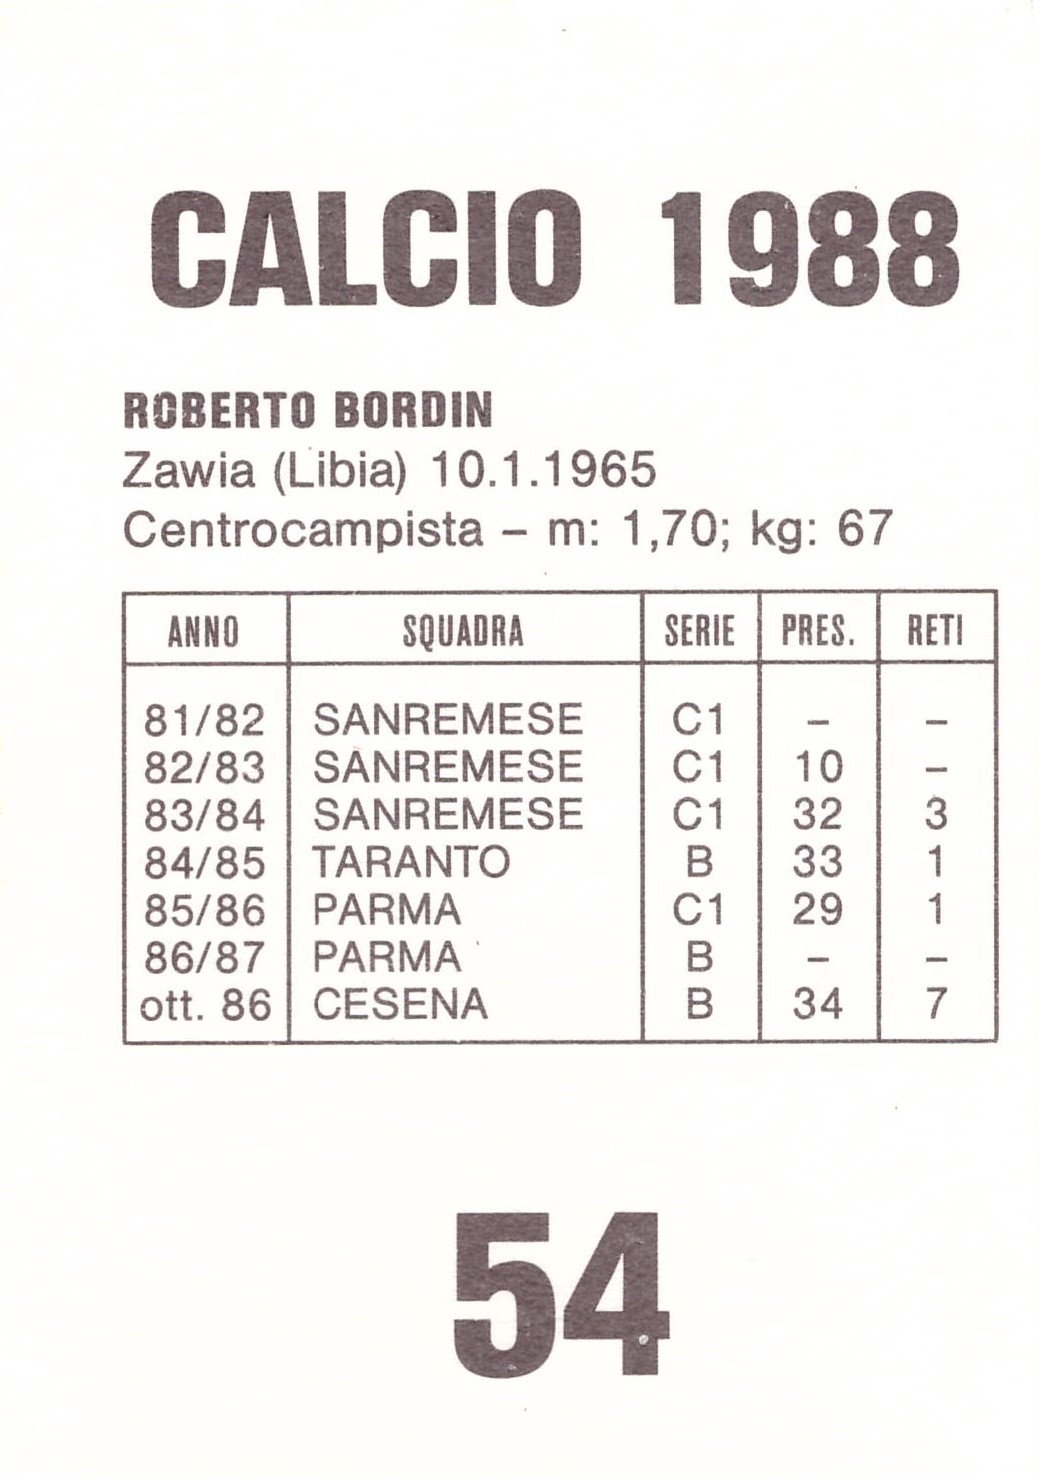 CALCIO 1988
ROBERTO BORDIN
Zawia (Libia) 10.1.1965
Centrocampista – m: 1,70; kg: 67
ANNO SQUADRA SERIE PRES. RETI
81/82 SANREMESE C1 – –
82/83 SANREMESE C1 10 –
83/84 SANREMESE C1 32 3
84/85 TARANTO B 33 1
85/86 PARMA C1 29 1
86/87 PARMA B – –
ott. 86 CESENA B 34 7
54